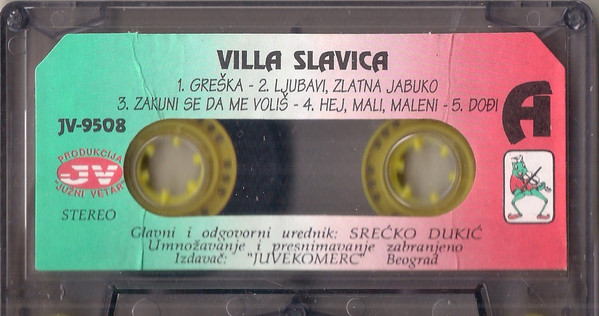 VILLA SLAVICA
1. GREŠKA - 2. LJUBAVI, ZLATNA JABUKO
3. ZAKUNI SE DA ME VOLIŠ - 4. HEJ, MALI, MALENI - 5. DOĐI
JV-9508
A
PRODUKCIJA
JV
"JUŽNI VETAR"
STEREO
Glavni i odgovorni urednik: SREĆKO DUKIĆ
Umnožavanje i presnimavanje zabranjeno
Izdavač: "JUVEKOMERC" Beograd